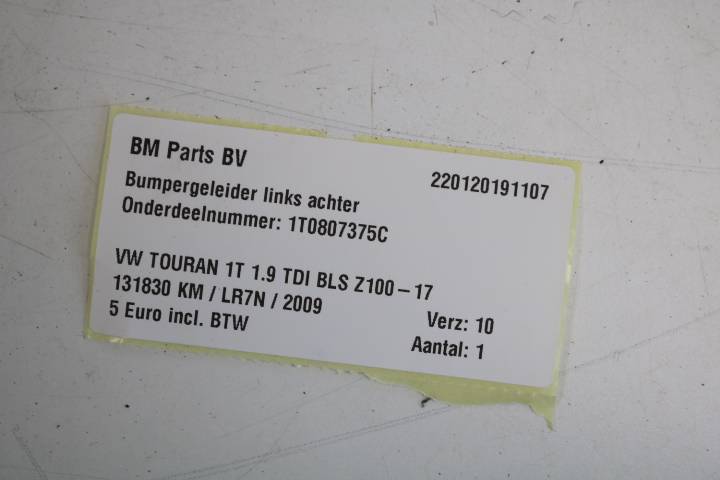 BM Parts BV
220120191107
Bumpergeleider links achter
Onderdeelnummer: 1T0807375C
VW TOURAN 1T 1.9 TDI BLS Z100-17
131830 KM / LR7N / 2009
Verz: 10
5 Euro incl. BTW
Aantal: 1